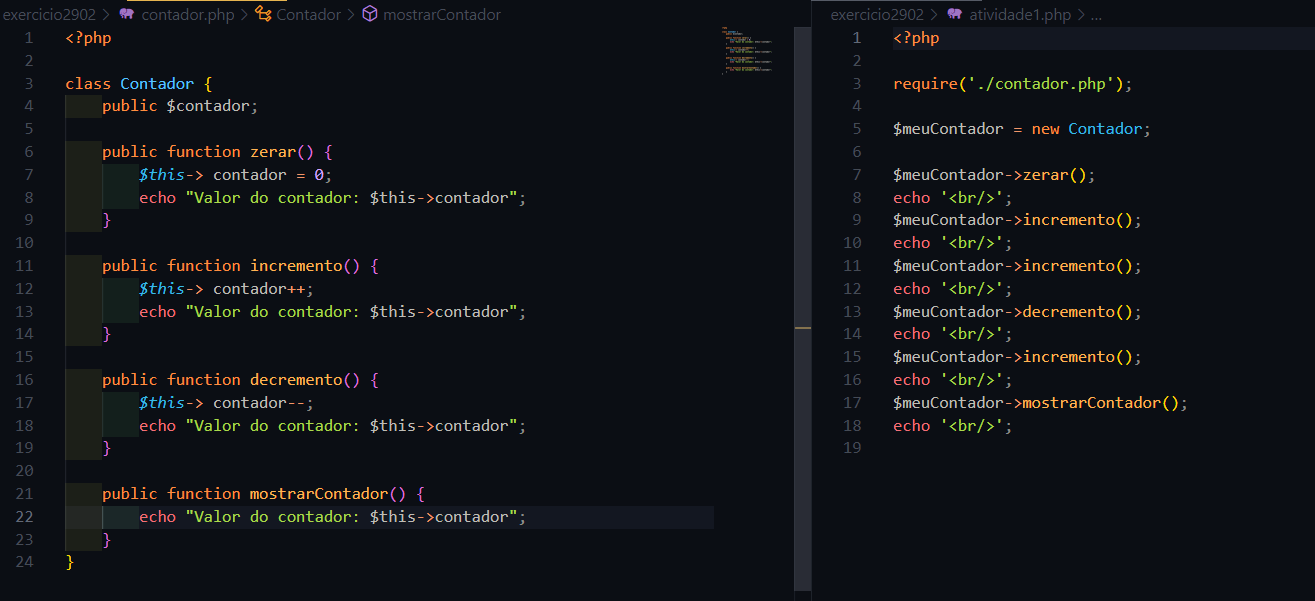 exercicio2902 > contador.php > Contador > mostrarContador
1 <?php
2
3 class Contador {
4     public $contador;
5
6     public function zerar() {
7         $this-> contador = 0;
8         echo "Valor do contador: $this->contador";
9     }
10
11     public function incremento() {
12         $this-> contador++;
13         echo "Valor do contador: $this->contador";
14     }
15
16     public function decremento() {
17         $this-> contador--;
18         echo "Valor do contador: $this->contador";
19     }
20
21     public function mostrarContador() {
22         echo "Valor do contador: $this->contador";
23     }
24 }
exercicio2902 > atividade1.php > ...
1 <?php
2
3 require('./contador.php');
4
5 $meuContador = new Contador;
6
7 $meuContador->zerar();
8 echo '<br/>';
9 $meuContador->incremento();
10 echo '<br/>';
11 $meuContador->incremento();
12 echo '<br/>';
13 $meuContador->decremento();
14 echo '<br/>';
15 $meuContador->incremento();
16 echo '<br/>';
17 $meuContador->mostrarContador();
18 echo '<br/>';
19